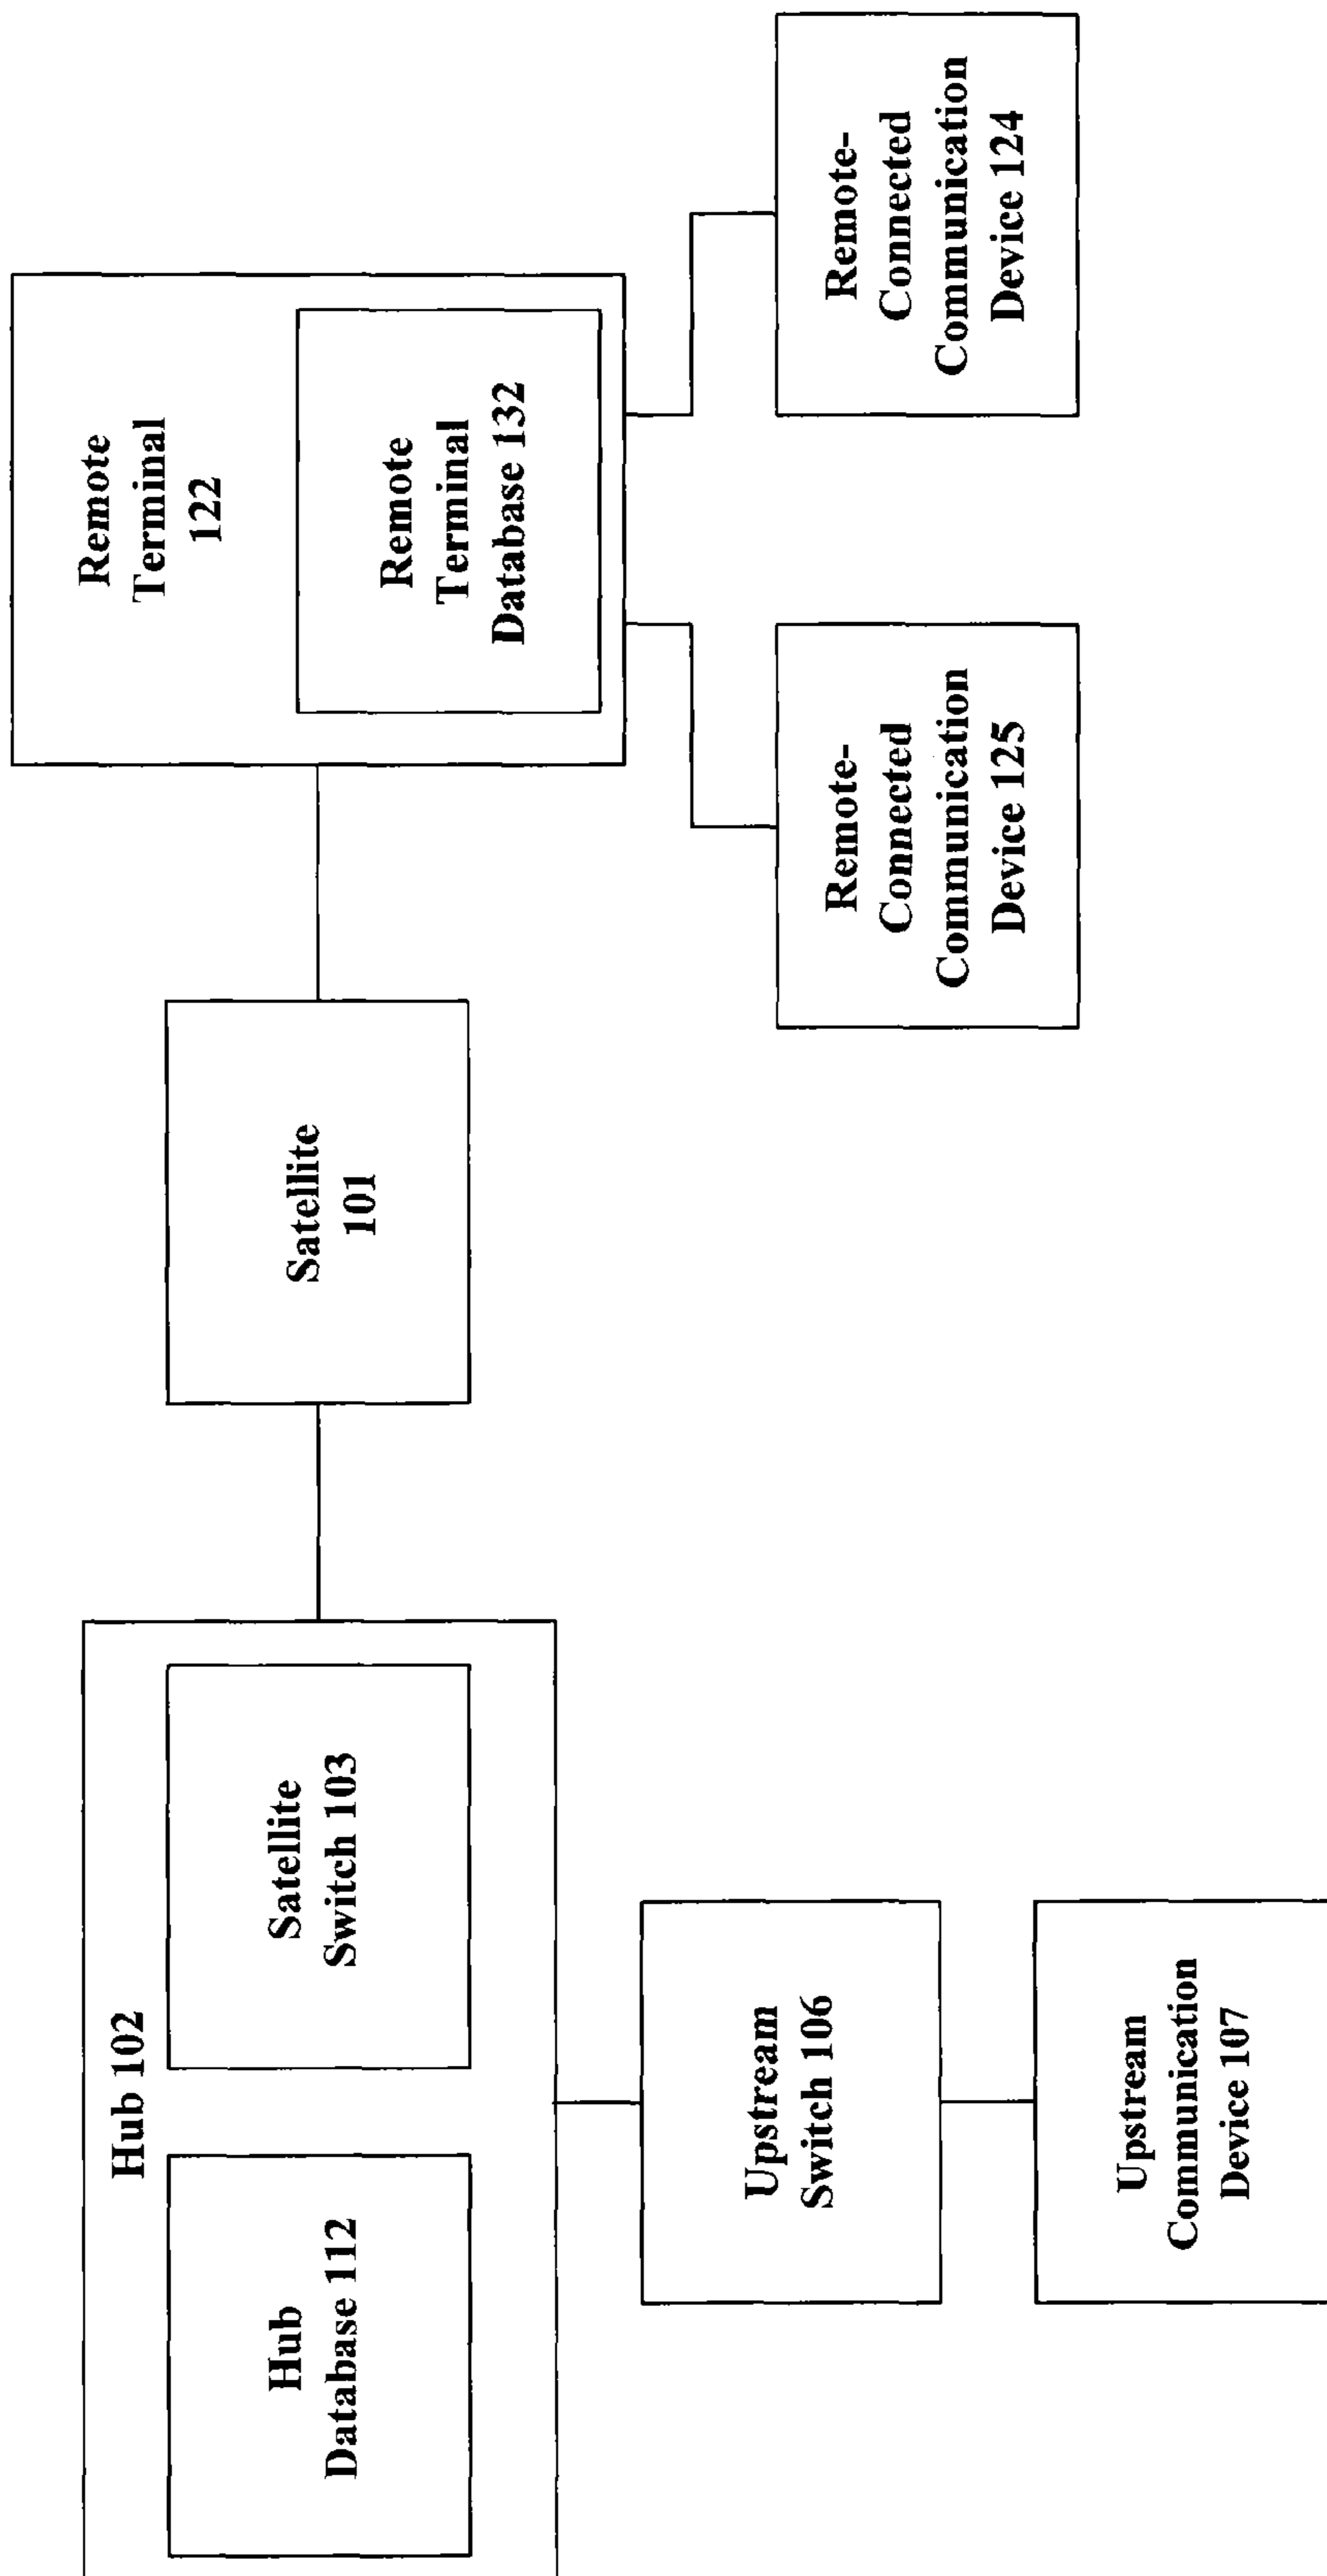 Hub 102
Hub
Database 112
Satellite
Switch 103
Upstream
Switch 106
Upstream
Communication
Device 107
Satellite
101
Remote
Terminal
122
Remote
Terminal
Database 132
Remote-
Connected
Communication
Device 125
Remote-
Connected
Communication
Device 124